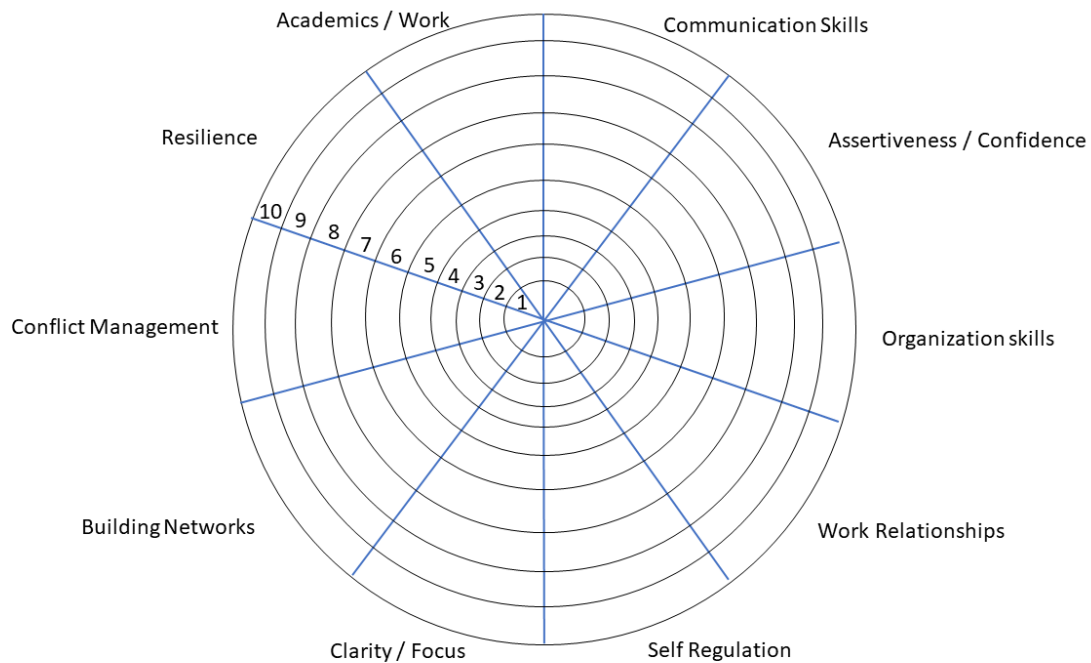 Academics / Work
Communication Skills
Resilience
Assertiveness / Confidence
10 9 8 7 6 5 4 3 2 1
Conflict Management
Organization skills
Building Networks
Work Relationships
Clarity / Focus
Self Regulation